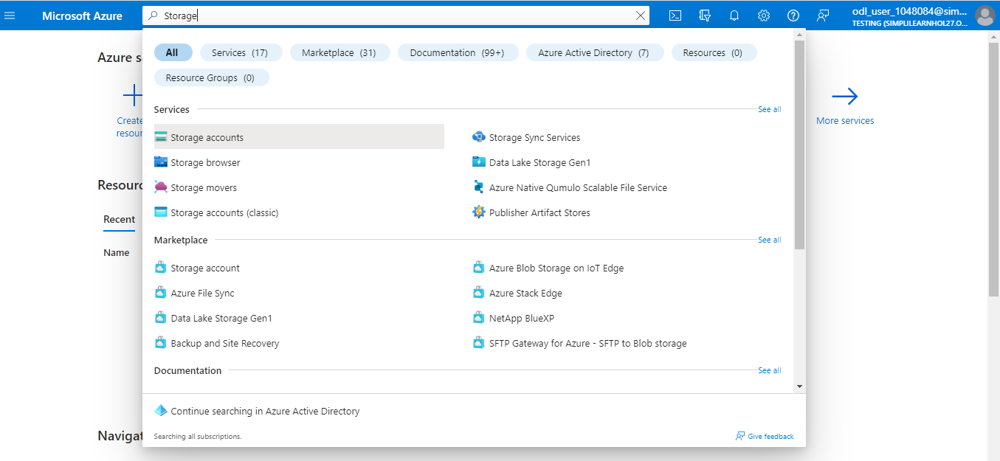 Microsoft Azure
Storage
odl_user_1048084@sim...
TESTING (SIMPLILEARNHOL27.O...
Azure s
All
Services (17)
Marketplace (31)
Documentation (99+)
Azure Active Directory (7)
Resources (0)
Resource Groups (0)
Create
resour
More services
Services
See all
Storage accounts
Storage Sync Services
Storage browser
Data Lake Storage Gen1
Storage movers
Azure Native Qumulo Scalable File Service
Storage accounts (classic)
Publisher Artifact Stores
Resourc
Recent
Name
Marketplace
See all
Storage account
Azure Blob Storage on IoT Edge
Azure File Sync
Azure Stack Edge
Data Lake Storage Gen1
NetApp BlueXP
Backup and Site Recovery
SFTP Gateway for Azure - SFTP to Blob storage
Documentation
See all
Continue searching in Azure Active Directory
Searching all subscriptions.
Give feedback
Navigat